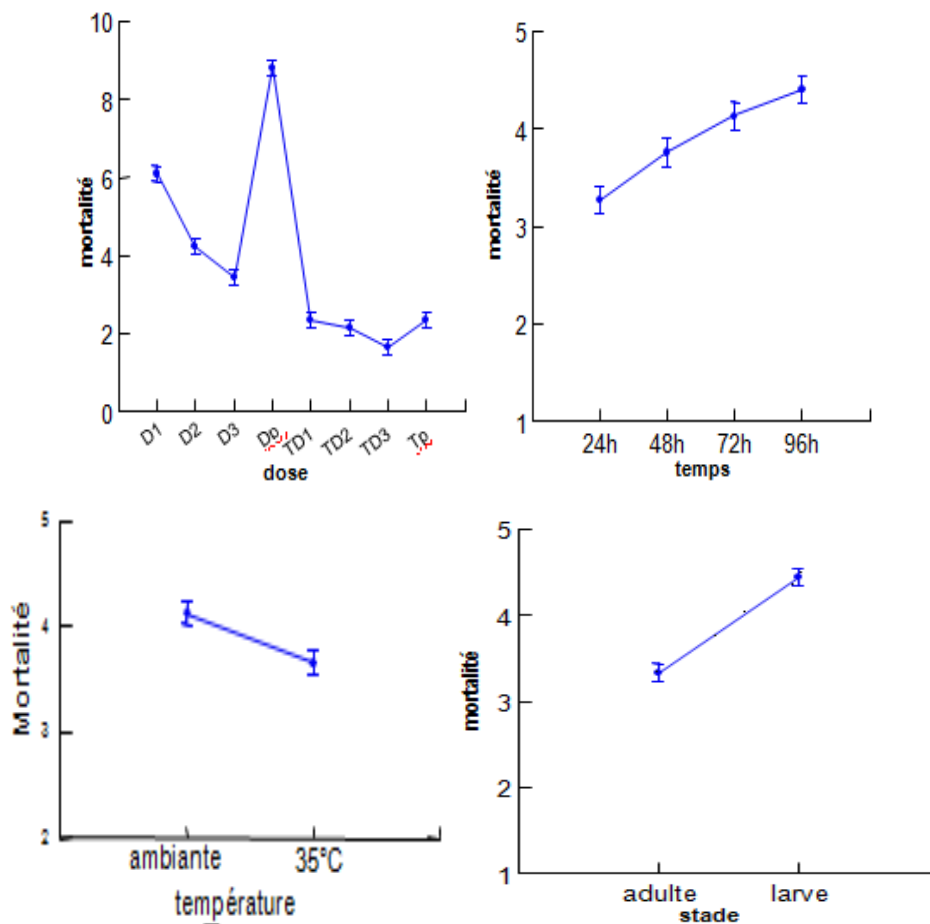 10
8
6
4
2
0
mortalité
D1 D2 D3 Dp TD1 TD2 TD3 Tp
dose
5
4
3
2
1
mortalité
24h 48h 72h 96h
temps
5
4
3
2
Mortalité
ambiante 35°C
température
5
4
3
2
1
mortalité
adulte larve
stade